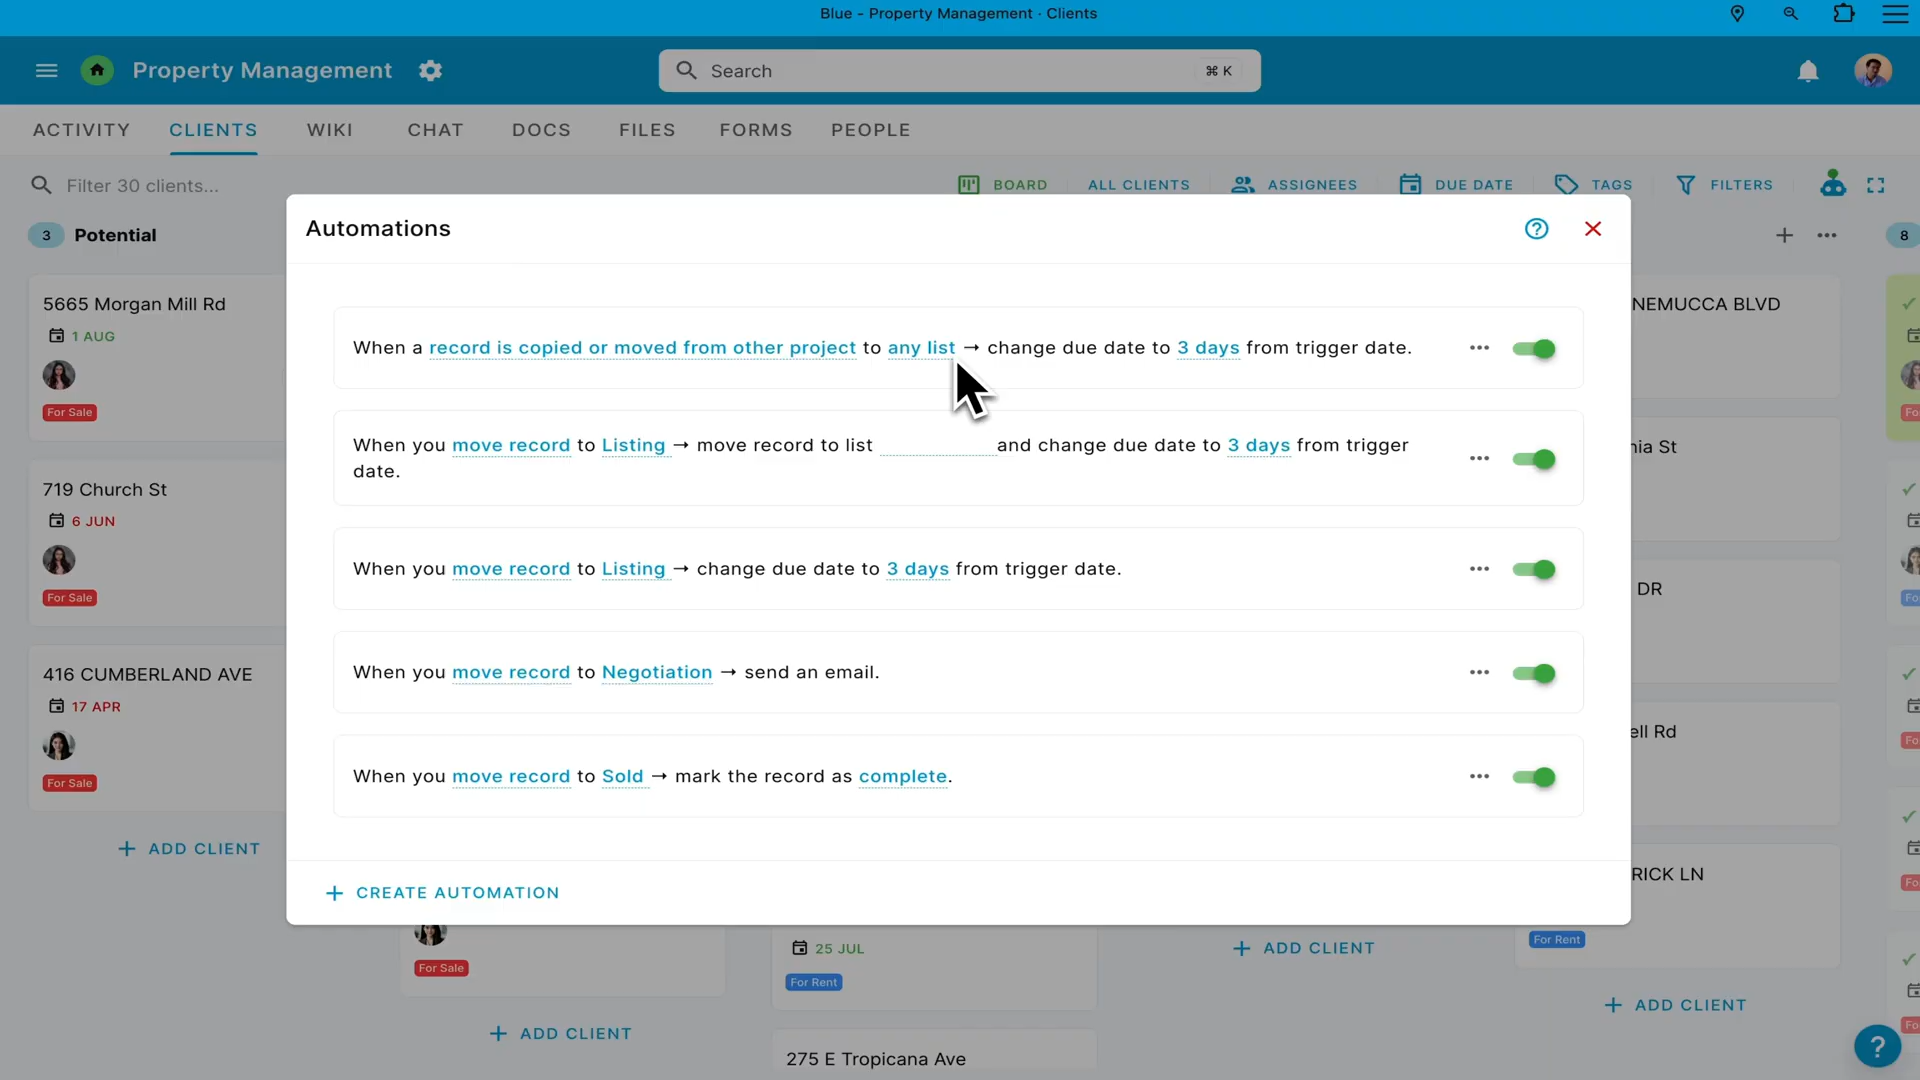 Blue - Property Management · Clients
Property Management
Search
⌘ K
ACTIVITY
CLIENTS
WIKI
CHAT
DOCS
FILES
FORMS
PEOPLE
Filter 30 clients...
BOARD
ALL CLIENTS
ASSIGNEES
DUE DATE
TAGS
FILTERS
3 Potential
8
5665 Morgan Mill Rd
1 AUG
For Sale
719 Church St
6 JUN
For Sale
416 CUMBERLAND AVE
17 APR
For Sale
+ ADD CLIENT
Automations
When a record is copied or moved from other project to any list → change due date to 3 days from trigger date.
When you move record to Listing → move record to list and change due date to 3 days from trigger
date.
When you move record to Listing → change due date to 3 days from trigger date.
When you move record to Negotiation → send an email.
When you move record to Sold → mark the record as complete.
+ CREATE AUTOMATION
For Sale
+ ADD CLIENT
25 JUL
For Rent
275 E Tropicana Ave
+ ADD CLIENT
NEMUCCA BLVD
nia St
DR
ell Rd
RICK LN
For Rent
+ ADD CLIENT
?